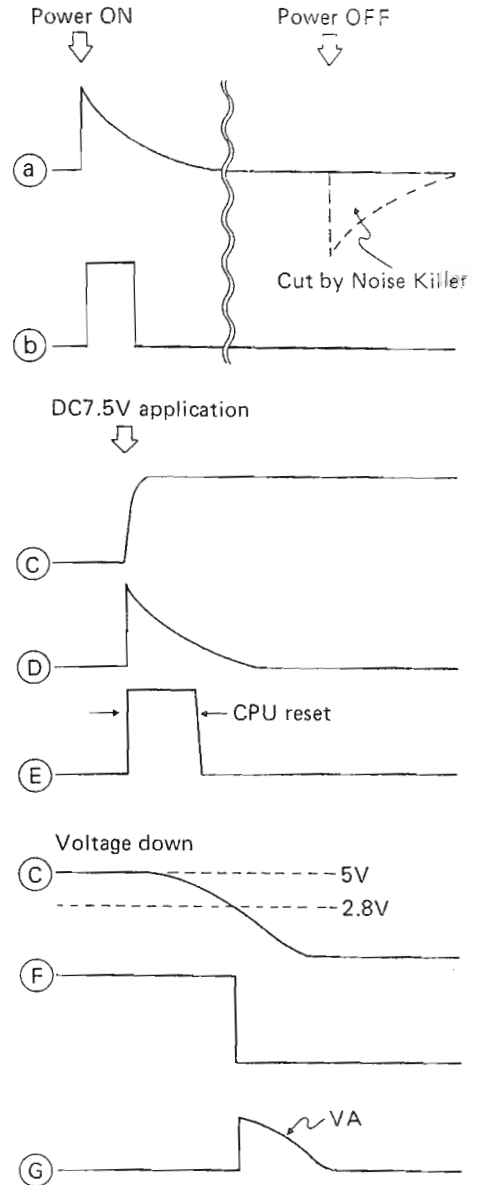 Power ON
Power OFF
a
Cut by Noise Killer
b
DC7.5V application
C
D
CPU reset
E
Voltage down
C
5V
2.8V
F
VA
G